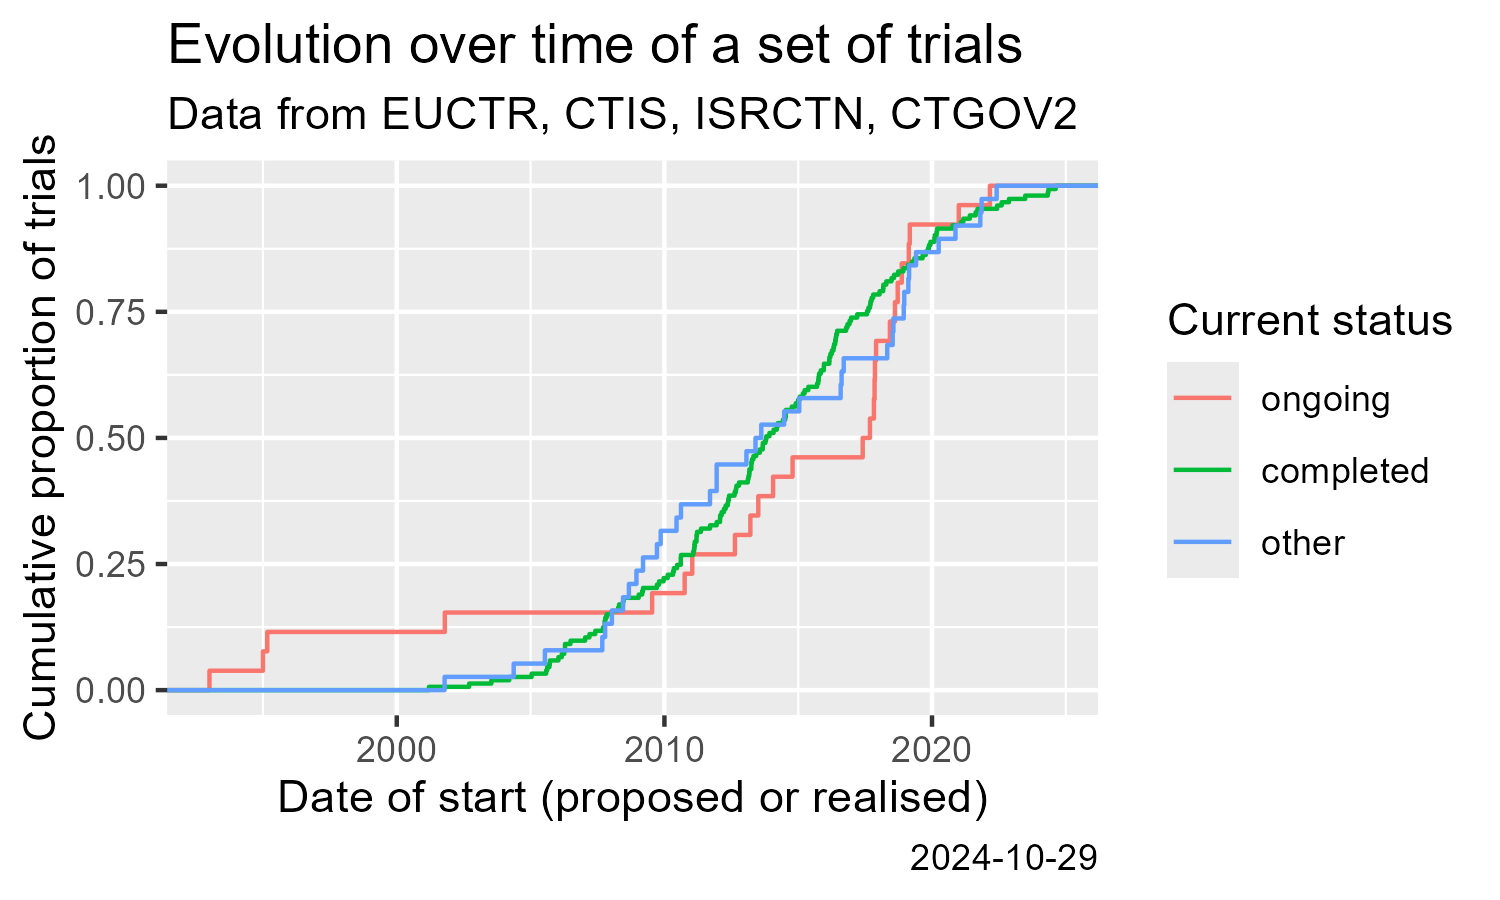 Evolution over time of a set of trials
Data from EUCTR, CTIS, ISRCTN, CTGOV2
Cumulative proportion of trials
1.00
0.75
0.50
0.25
0.00
2000 2010 2020
Date of start (proposed or realised)
Current status
ongoing
completed
other
2024-10-29